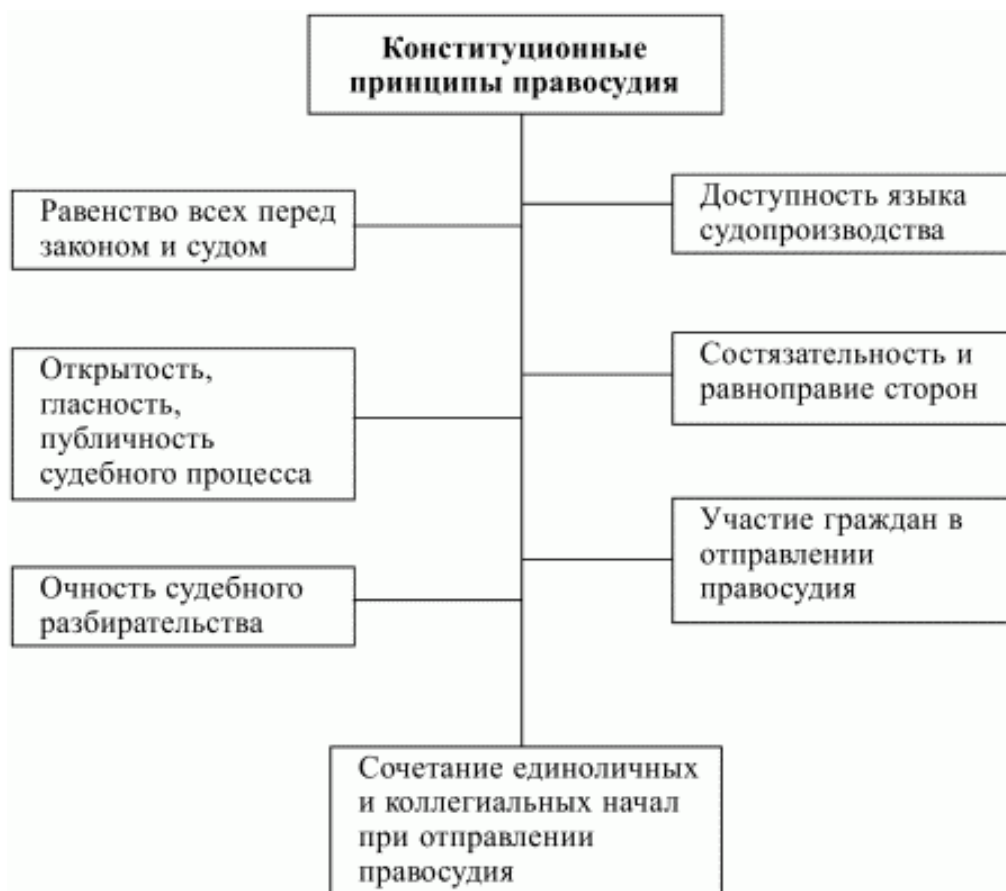 Конституционные
принципы правосудия
Равенство всех перед
законом и судом
Доступность языка
судопроизводства
Открытость,
гласность,
публичность
судебного процесса
Состязательность и
равноправие сторон
Очность судебного
разбирательства
Участие граждан в
отправлении
правосудия
Сочетание единоличных
и коллегиальных начал
при отправлении
правосудия